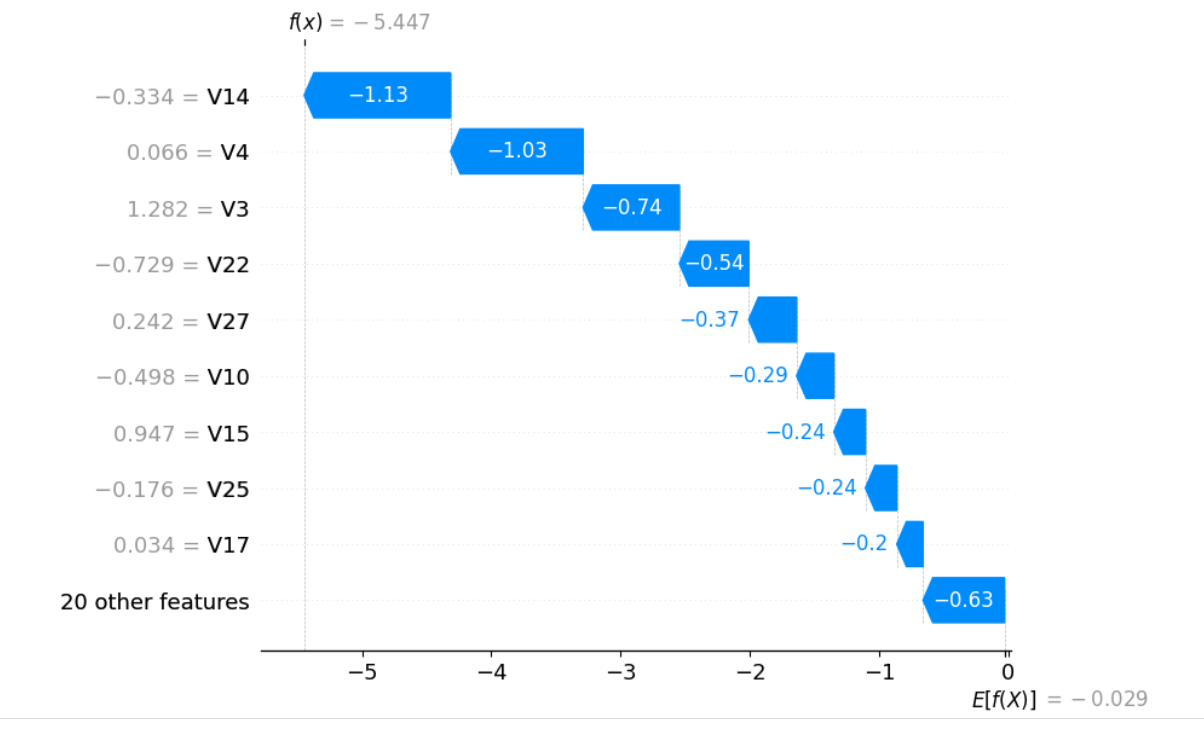 f(x) = −5.447
−0.334 = V14 −1.13
0.066 = V4 −1.03
1.282 = V3 −0.74
−0.729 = V22 −0.54
0.242 = V27 −0.37
−0.498 = V10 −0.29
0.947 = V15 −0.24
−0.176 = V25 −0.24
0.034 = V17 −0.2
20 other features −0.63
−5 −4 −3 −2 −1 0
E[f(X)] = −0.029